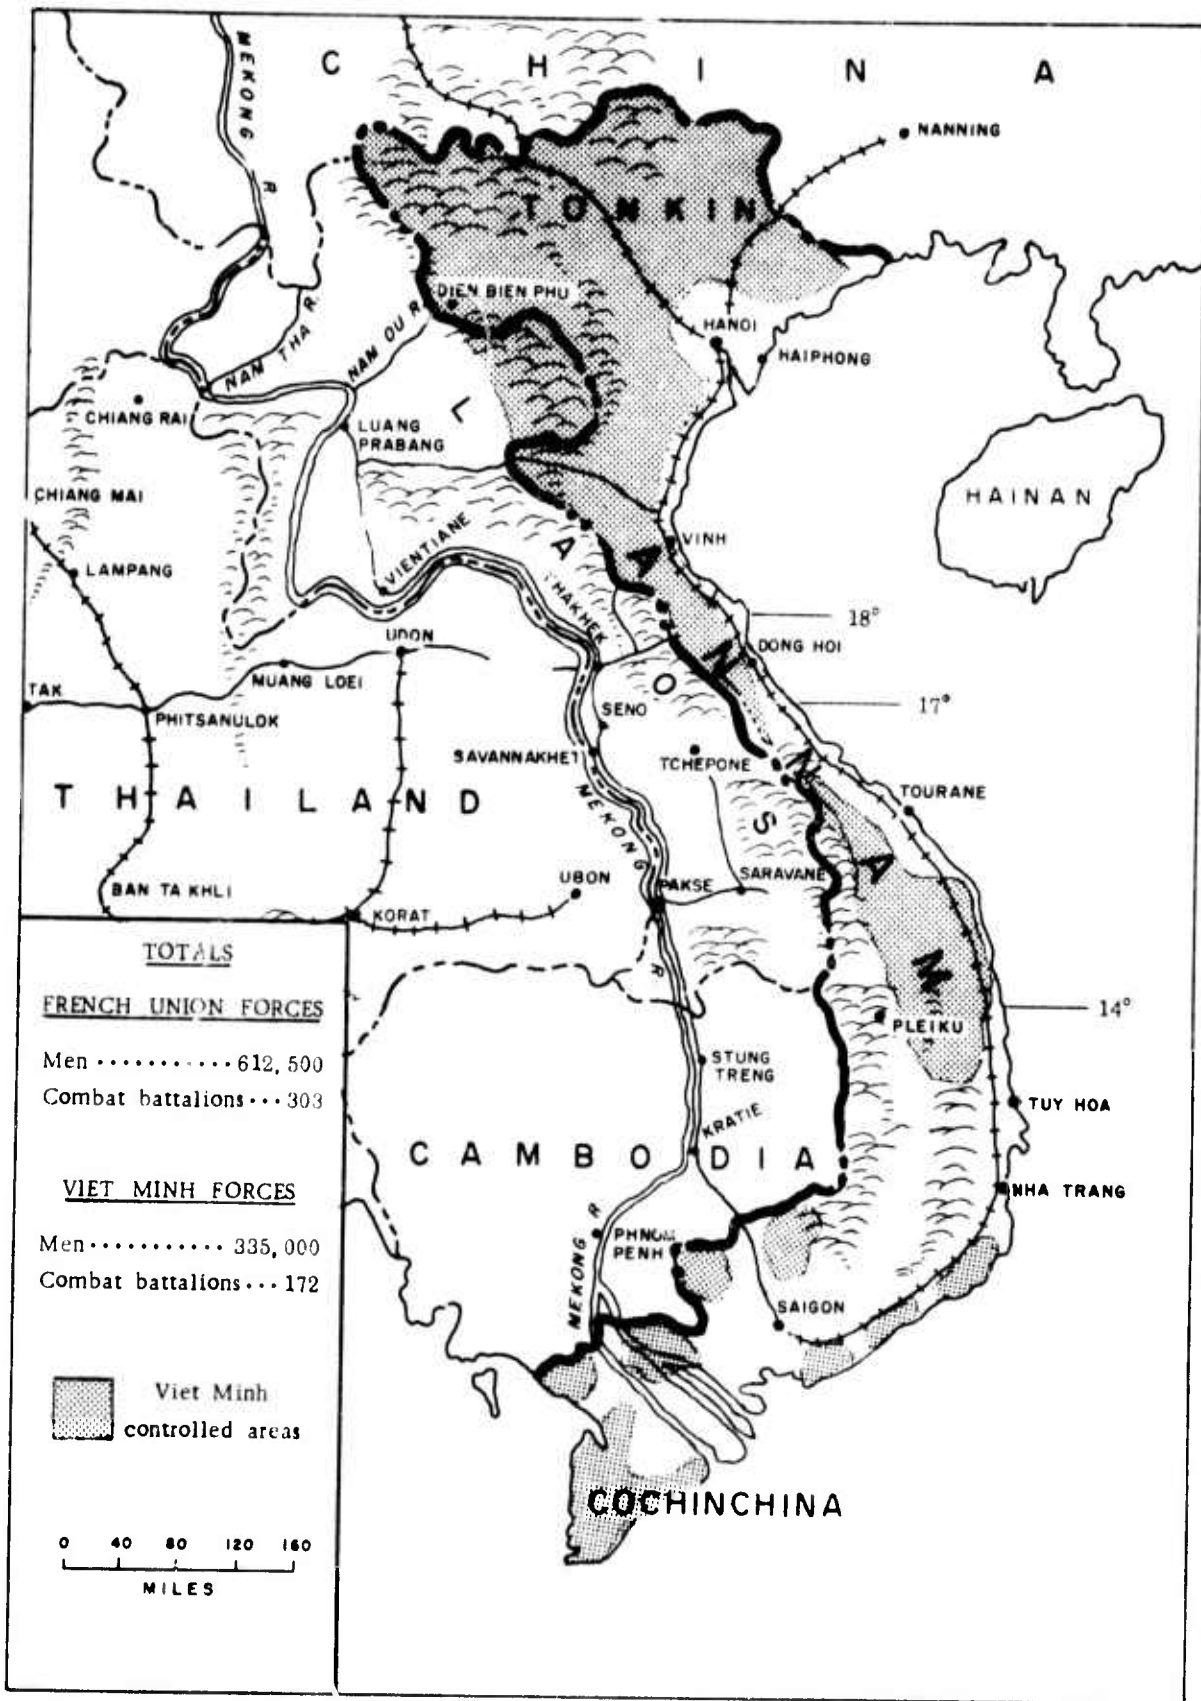 C H I N A
MEKONG R
NANNING
TONKIN
DIEN BIEN PHU
NAM THA R
NAM OU R
HANOI
HAIPHONG
CHIANG RAI
LUANG
PRABANG
L A O S
HAINAN
CHIANG MAI
VINH
LAMPANG
VIENTIANE
THAKHEK
18°
UDON
DONG HOI
MUANG LOEI
TAK
PHITSANULOK
SENO
17°
SAVANNAKHET
TCHEPONE
THAILAND
MEKONG R
TOURANE
A N N A M
BAN TA KHLI
UBON
PAKSE
SARAVANE
KORAT
14°
PLEIKU
STUNG
TRENG
TUY HOA
KRATIE
CAMBODIA
NHA TRANG
MEKONG R
PHNOM
PENH
SAIGON
COCHINCHINA
TOTALS
FRENCH UNION FORCES
Men ··········· 612,500
Combat battalions ··· 303
VIET MINH FORCES
Men ··········· 335,000
Combat battalions ··· 172
Viet Minh
controlled areas
0 40 80 120 160
MILES